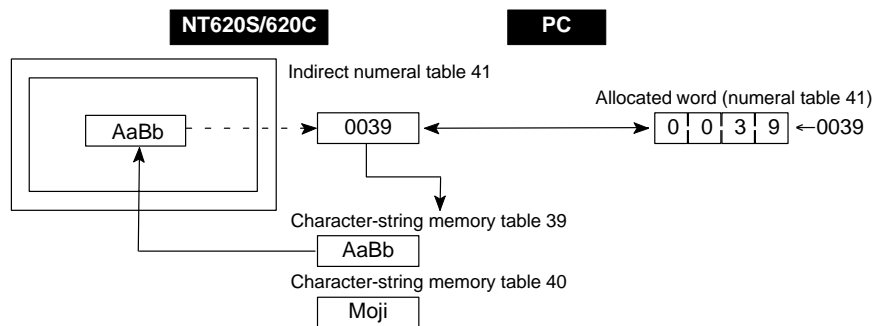 NT620S/620C
PC
Indirect numeral table 41
Allocated word (numeral table 41)
AaBb
0039
0 0 3 9
←0039
Character-string memory table 39
AaBb
Character-string memory table 40
Moji